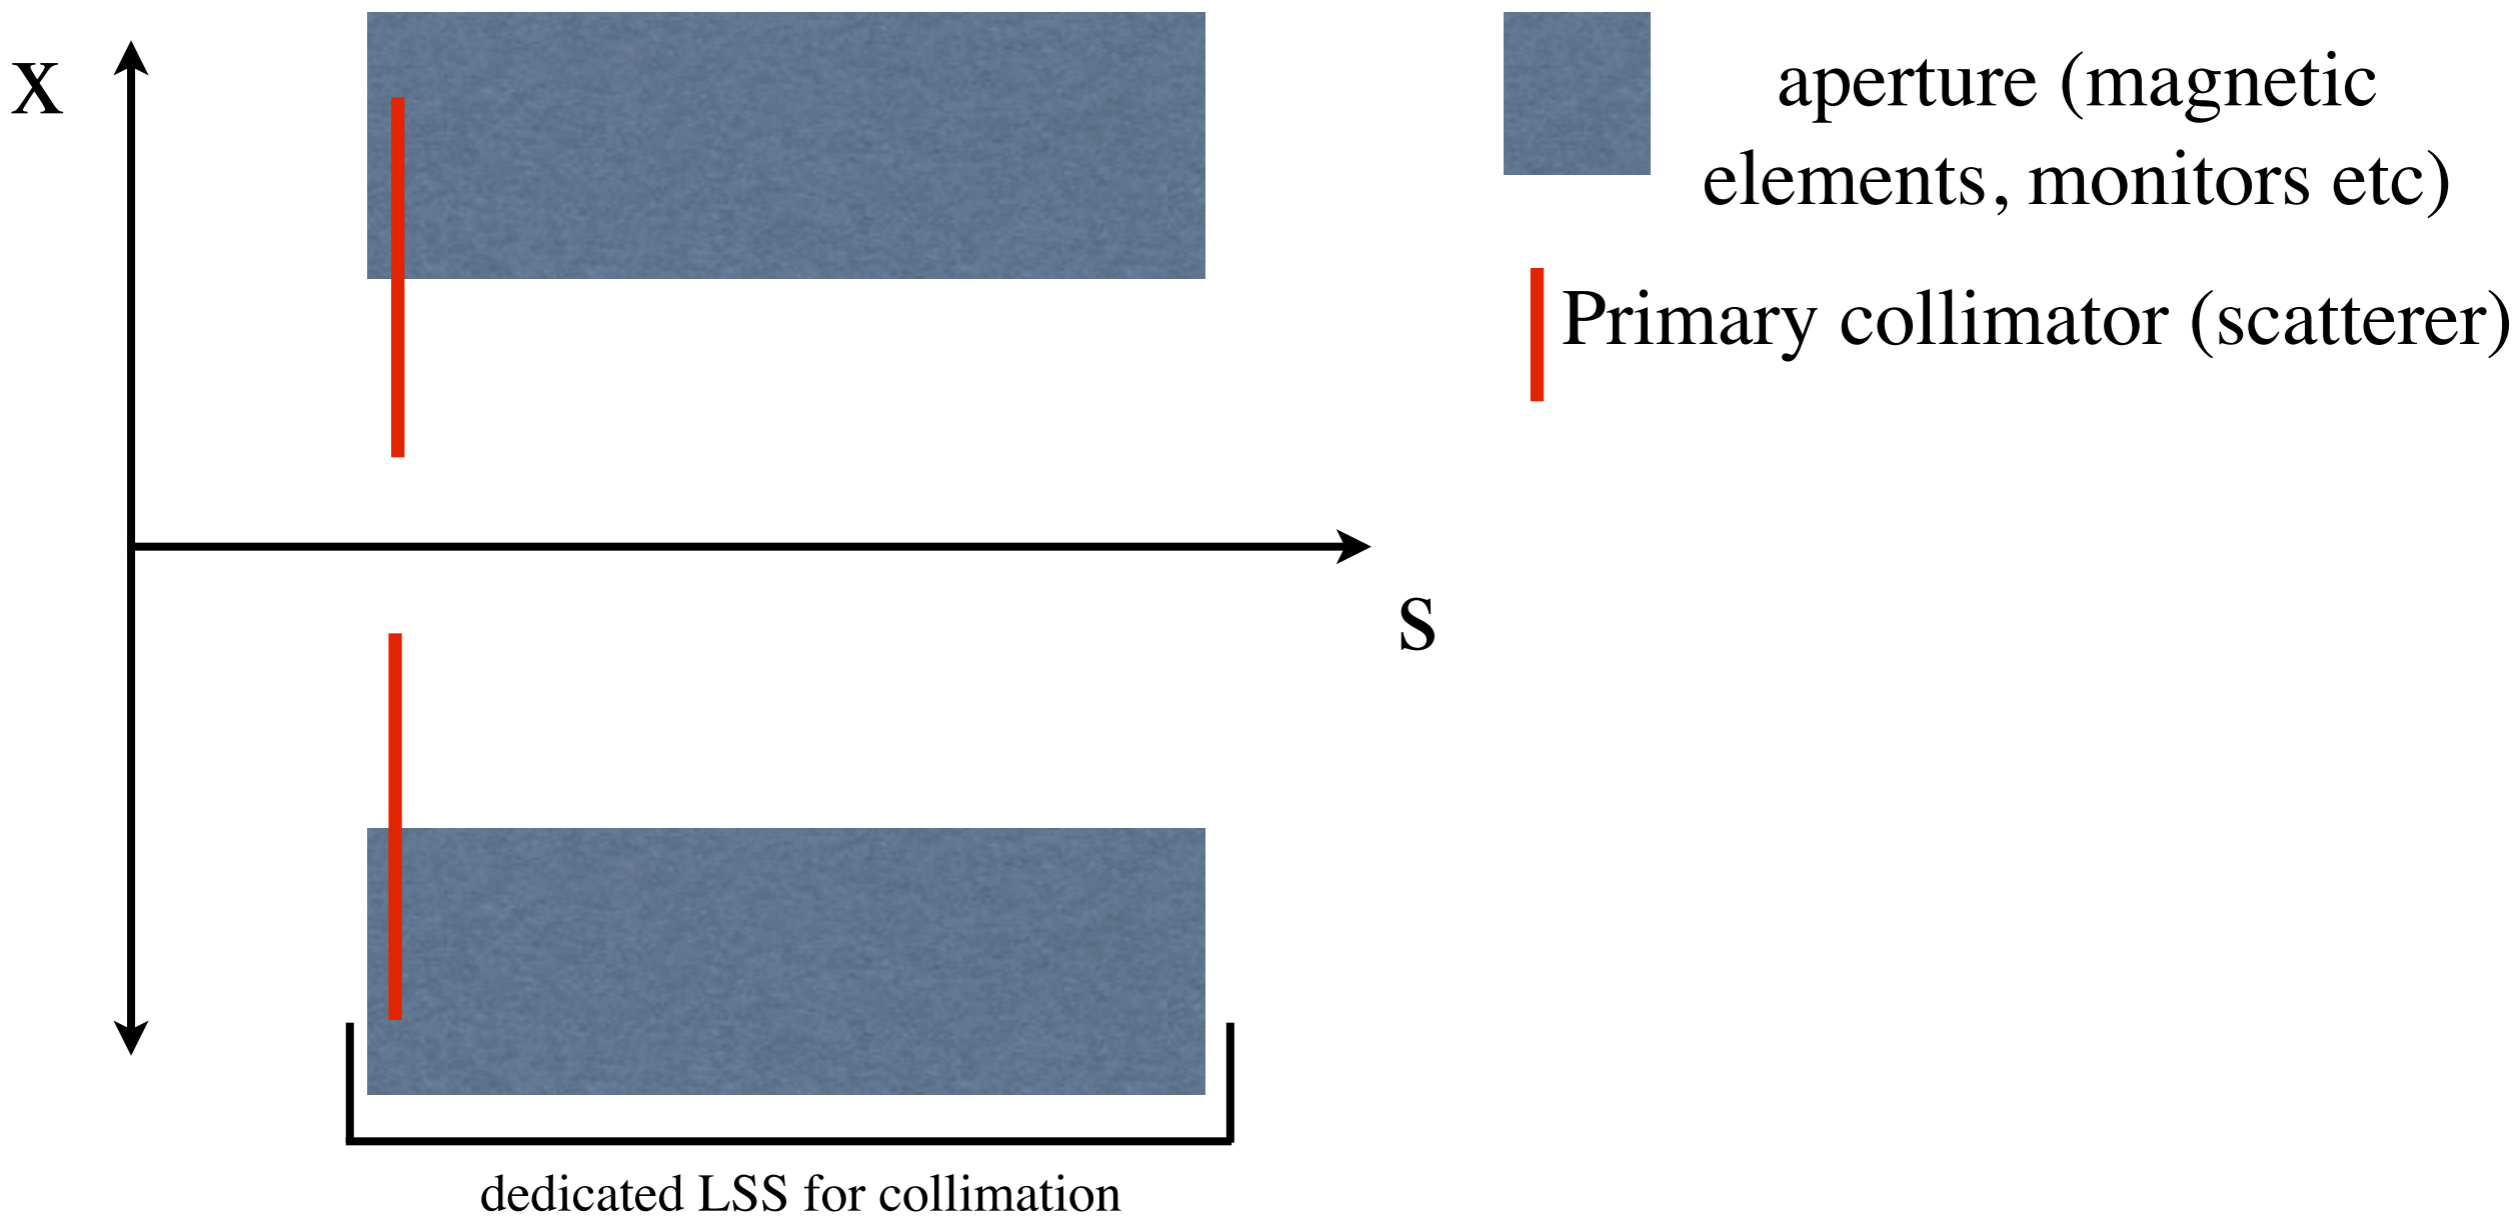 x
aperture (magnetic
elements, monitors etc)
Primary collimator (scatterer)
s
dedicated LSS for collimation